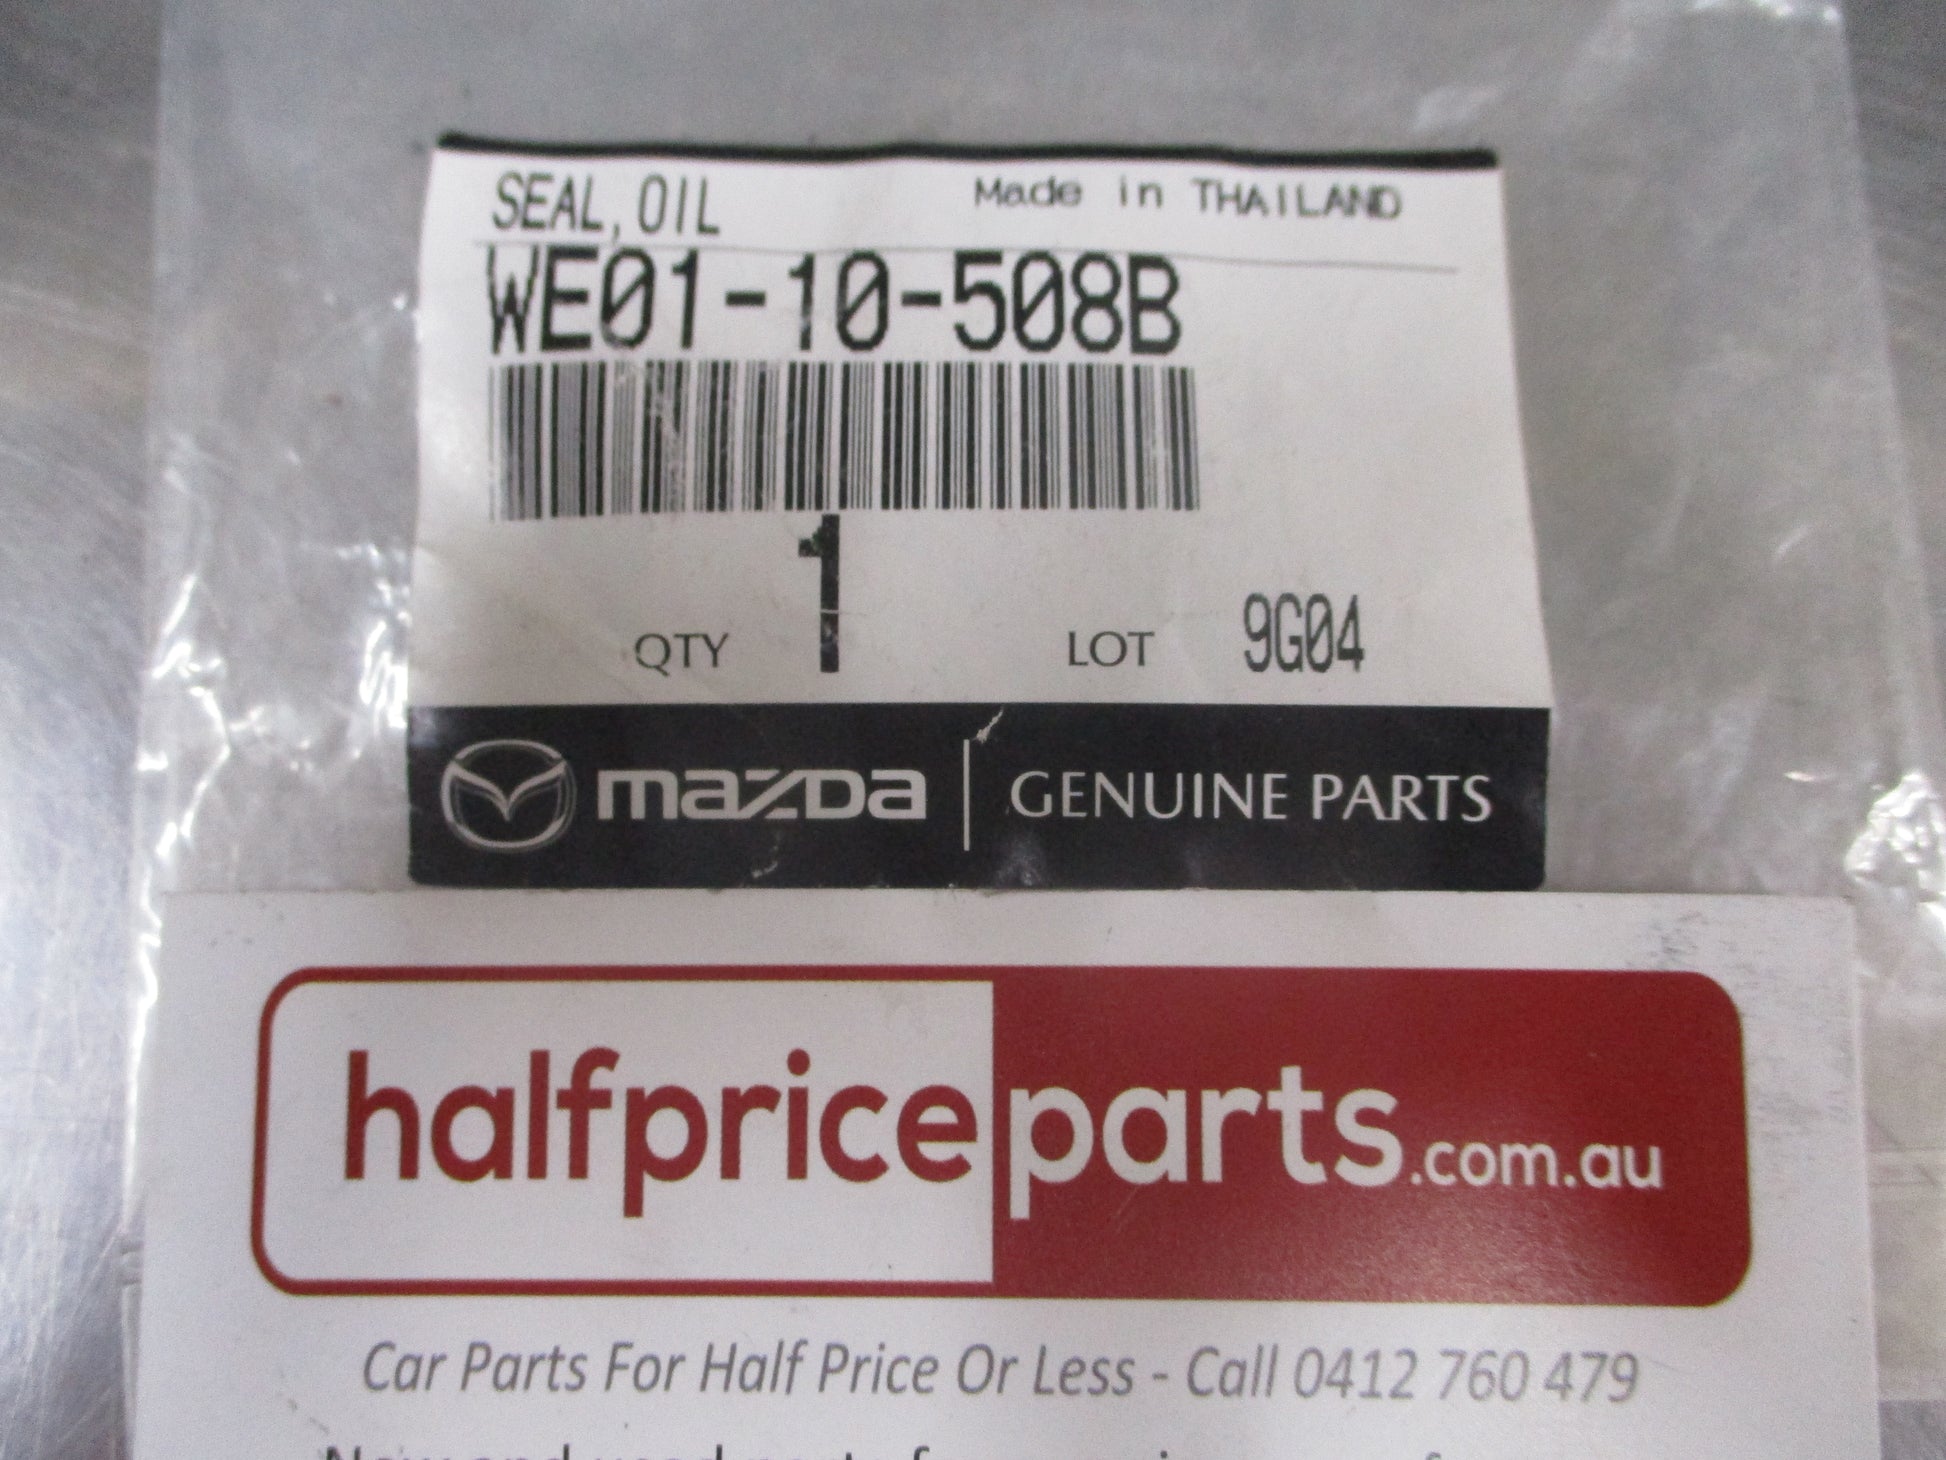 SEAL, OIL Made in THAILAND
WE01-10-508B
QTY 1 LOT 9G04
mazda GENUINE PARTS
halfpriceparts.com.au
Car Parts For Half Price Or Less - Call 0412 760 479